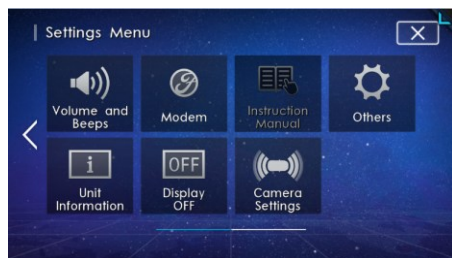 Settings Menu
X
Volume and
Beeps
Modem
Instruction
Manual
Others
i
Unit
Information
OFF
Display
OFF
Camera
Settings